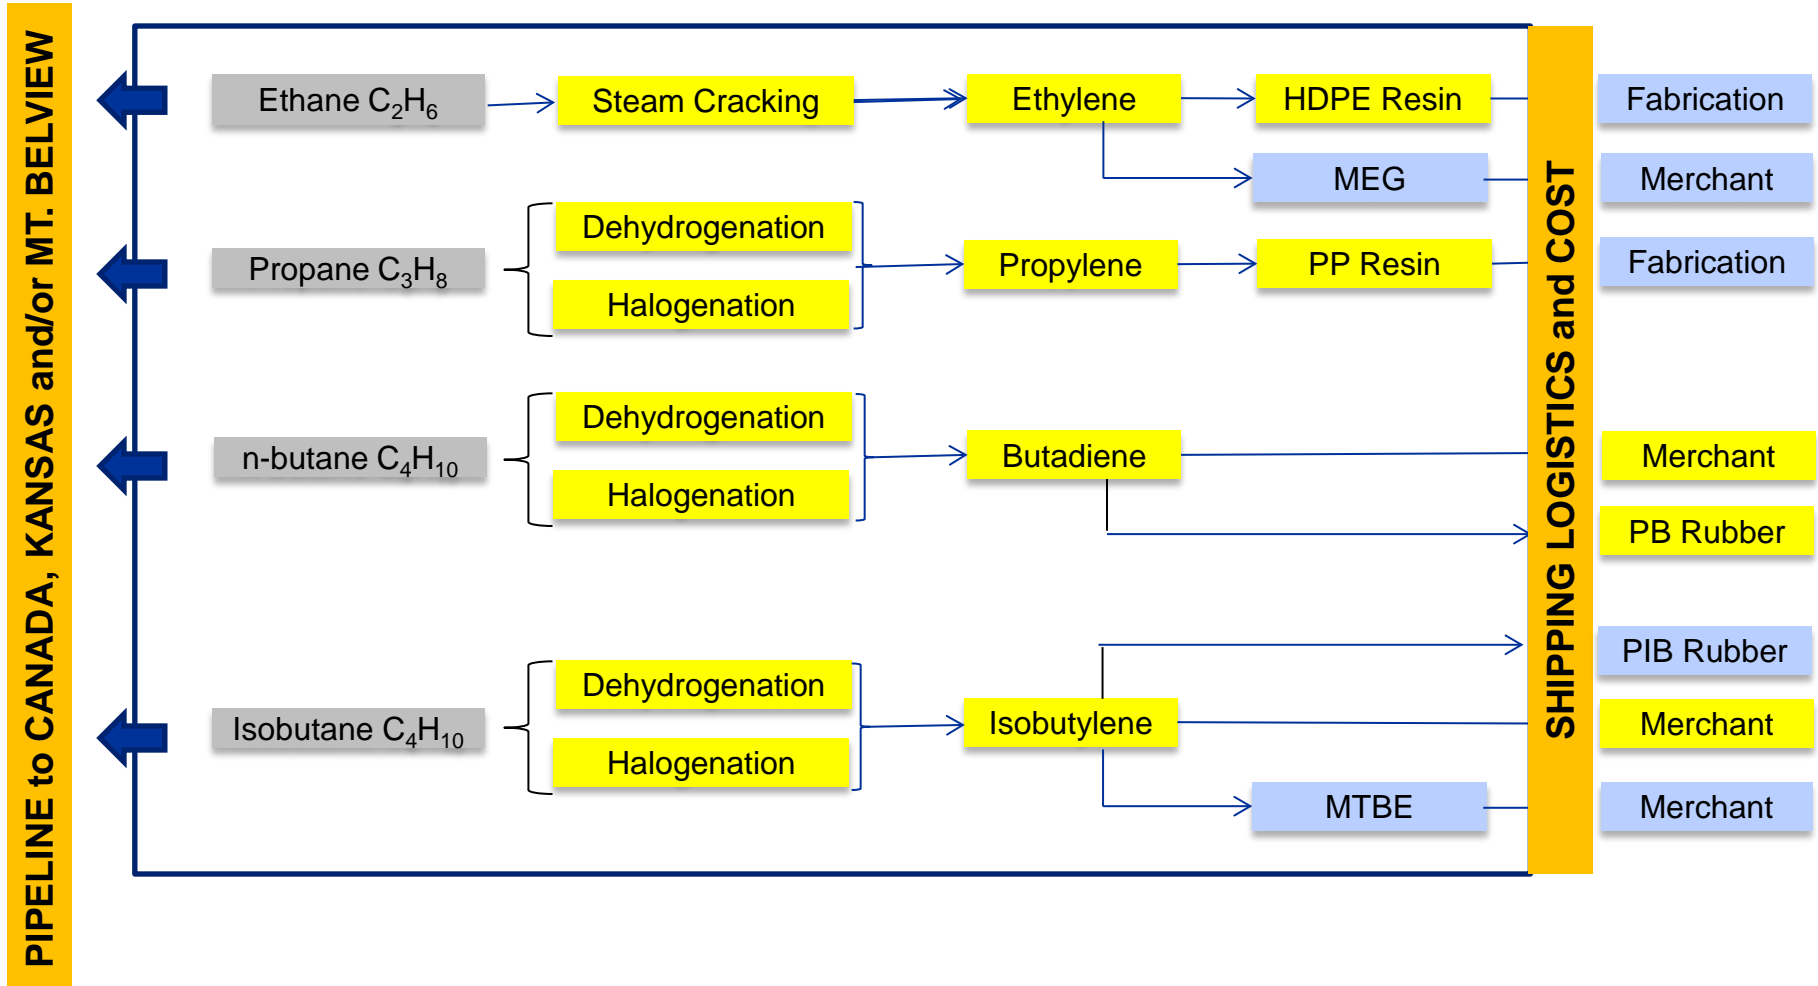 PIPELINE to CANADA, KANSAS and/or MT. BELVIEW
Ethane C₂H₆
Steam Cracking
Ethylene
HDPE Resin
Fabrication
MEG
Merchant
Propane C₃H₈
Dehydrogenation
Halogenation
Propylene
PP Resin
Fabrication
n-butane C₄H₁₀
Dehydrogenation
Halogenation
Butadiene
Merchant
PB Rubber
Isobutane C₄H₁₀
Dehydrogenation
Halogenation
Isobutylene
PIB Rubber
Merchant
MTBE
Merchant
SHIPPING LOGISTICS and COST